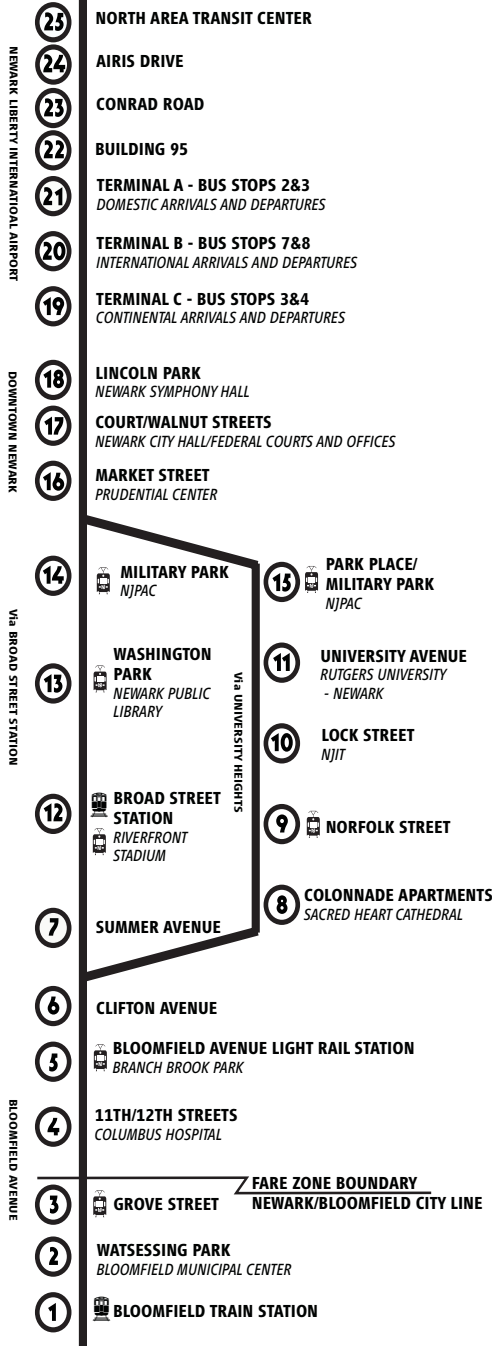 25 NORTH AREA TRANSIT CENTER
24 AIRIS DRIVE
23 CONRAD ROAD
22 BUILDING 95
21 TERMINAL A - BUS STOPS 2&3
DOMESTIC ARRIVALS AND DEPARTURES
20 TERMINAL B - BUS STOPS 7&8
INTERNATIONAL ARRIVALS AND DEPARTURES
19 TERMINAL C - BUS STOPS 3&4
CONTINENTAL ARRIVALS AND DEPARTURES
NEWARK LIBERTY INTERNATIOAL AIRPORT
18 LINCOLN PARK
NEWARK SYMPHONY HALL
17 COURT/WALNUT STREETS
NEWARK CITY HALL/FEDERAL COURTS AND OFFICES
16 MARKET STREET
PRUDENTIAL CENTER
DOWNTOWN NEWARK
14 MILITARY PARK
NJPAC
13 WASHINGTON
PARK
NEWARK PUBLIC
LIBRARY
12 BROAD STREET
STATION
RIVERFRONT
STADIUM
7 SUMMER AVENUE
Via BROAD STREET STATION
15 PARK PLACE/
MILITARY PARK
NJPAC
11 UNIVERSITY AVENUE
RUTGERS UNIVERSITY
- NEWARK
10 LOCK STREET
NJIT
9 NORFOLK STREET
8 COLONNADE APARTMENTS
SACRED HEART CATHEDRAL
Via UNIVERSITY HEIGHTS
6 CLIFTON AVENUE
5 BLOOMFIELD AVENUE LIGHT RAIL STATION
BRANCH BROOK PARK
4 11TH/12TH STREETS
COLUMBUS HOSPITAL
FARE ZONE BOUNDARY
NEWARK/BLOOMFIELD CITY LINE
3 GROVE STREET
2 WATSESSING PARK
BLOOMFIELD MUNICIPAL CENTER
1 BLOOMFIELD TRAIN STATION
BLOOMFIELD AVENUE